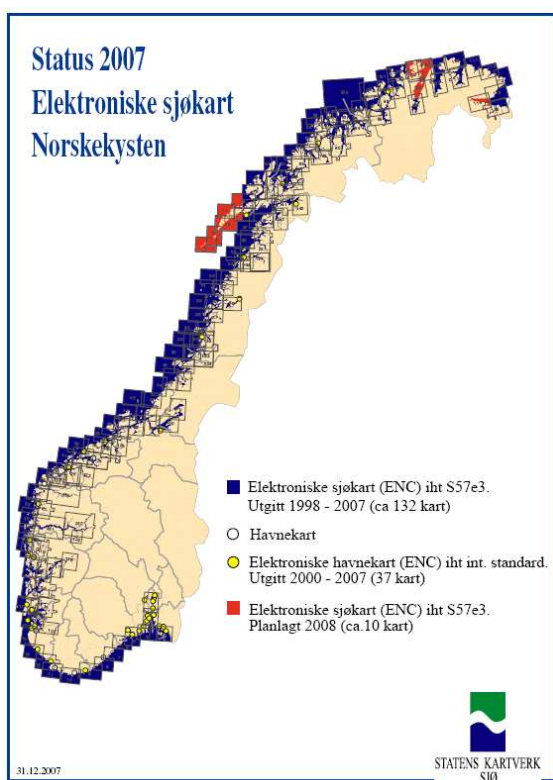 Status 2007
Elektroniske sjøkart
Norskekysten
Elektroniske sjøkart (ENC) iht S57e3.
Utgitt 1998 - 2007 (ca 132 kart)
Havnekart
Elektroniske havnekart (ENC) iht int. standard.
Utgitt 2000 - 2007 (37 kart)
Elektroniske sjøkart (ENC) iht S57e3.
Planlagt 2008 (ca.10 kart)
31.12.2007
STATENS KARTVERK
SJØ